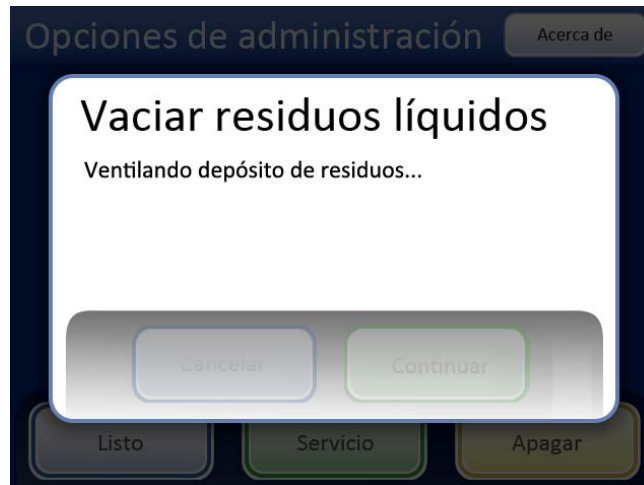 Opciones de administración
Acerca de
Vaciar residuos líquidos
Ventilando depósito de residuos...
Cancelar
Continuar
Listo
Servicio
Apagar